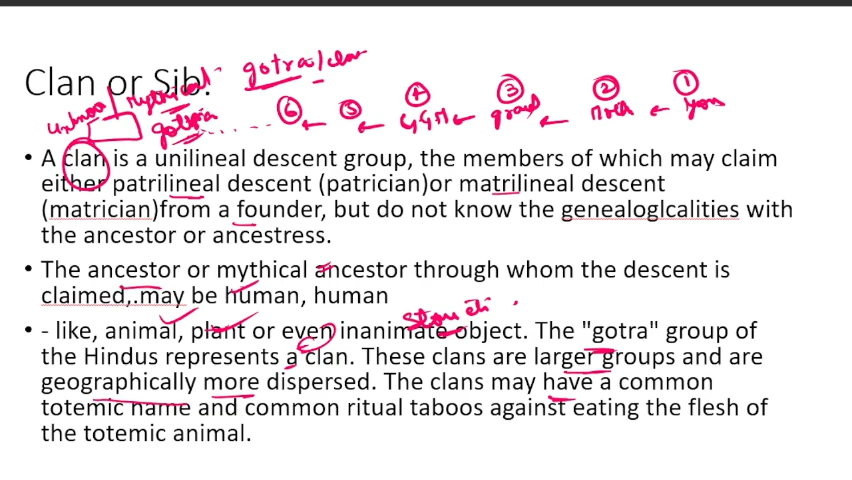 Clan or Sib:
gotra/clan
unknown/mythical
gotra
6 5 4 3 2 1
GGM
you
• A clan is a unilineal descent group, the members of which may claim
either patrilineal descent (patrician)or matrilineal descent
(matrician)from a founder, but do not know the genealoglcalities with
the ancestor or ancestress.
• The ancestor or mythical ancestor through whom the descent is
claimed,.may be human, human
• - like, animal, plant or even inanimate object. The "gotra" group of
the Hindus represents a clan. These clans are larger groups and are
geographically more dispersed. The clans may have a common
totemic name and common ritual taboos against eating the flesh of
the totemic animal.